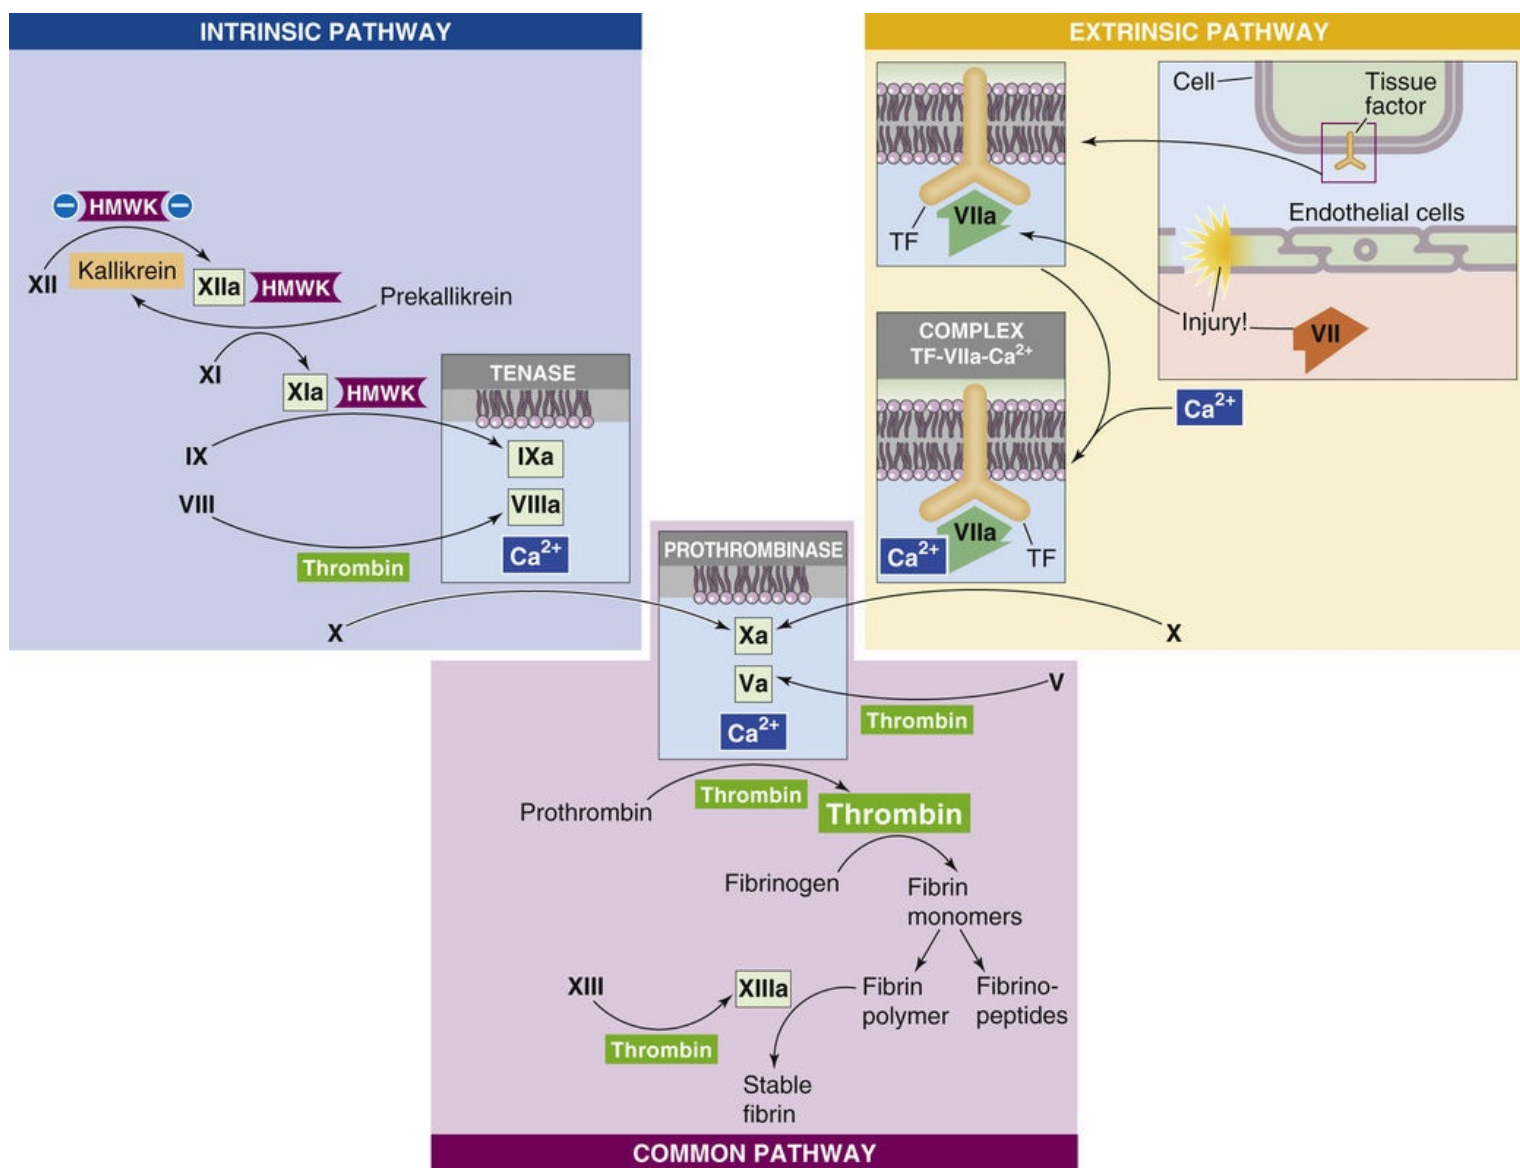 INTRINSIC PATHWAY
HMWK
XII
Kallikrein
XIIa
HMWK
Prekallikrein
XI
XIa
HMWK
TENASE
IX
IXa
VIII
VIIIa
Thrombin
Ca2+
X
EXTRINSIC PATHWAY
Cell
Tissue
factor
VIIa
TF
Endothelial cells
Injury!
VII
COMPLEX
TF-VIIa-Ca2+
Ca2+
VIIa
Ca2+
TF
X
PROTHROMBINASE
Xa
Va
V
Ca2+
Thrombin
Prothrombin
Thrombin
Thrombin
Fibrinogen
Fibrin
monomers
XIII
XIIIa
Fibrin
polymer
Fibrino-
peptides
Thrombin
Stable
fibrin
COMMON PATHWAY